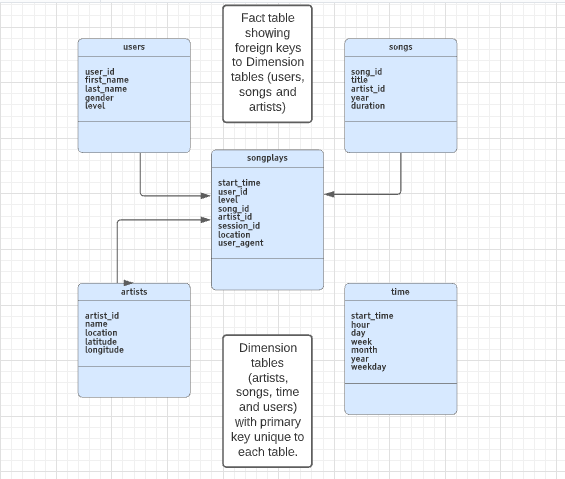 users
user_id
first_name
last_name
gender
level
Fact table
showing
foreign keys
to Dimension
tables (users,
songs and
artists)
songs
song_id
title
artist_id
year
duration
songplays
start_time
user_id
level
song_id
artist_id
session_id
location
user_agent
artists
artist_id
name
location
latitude
longitude
Dimension
tables
(artists,
songs, time
and users)
with primary
key unique to
each table.
time
start_time
hour
day
week
month
year
weekday